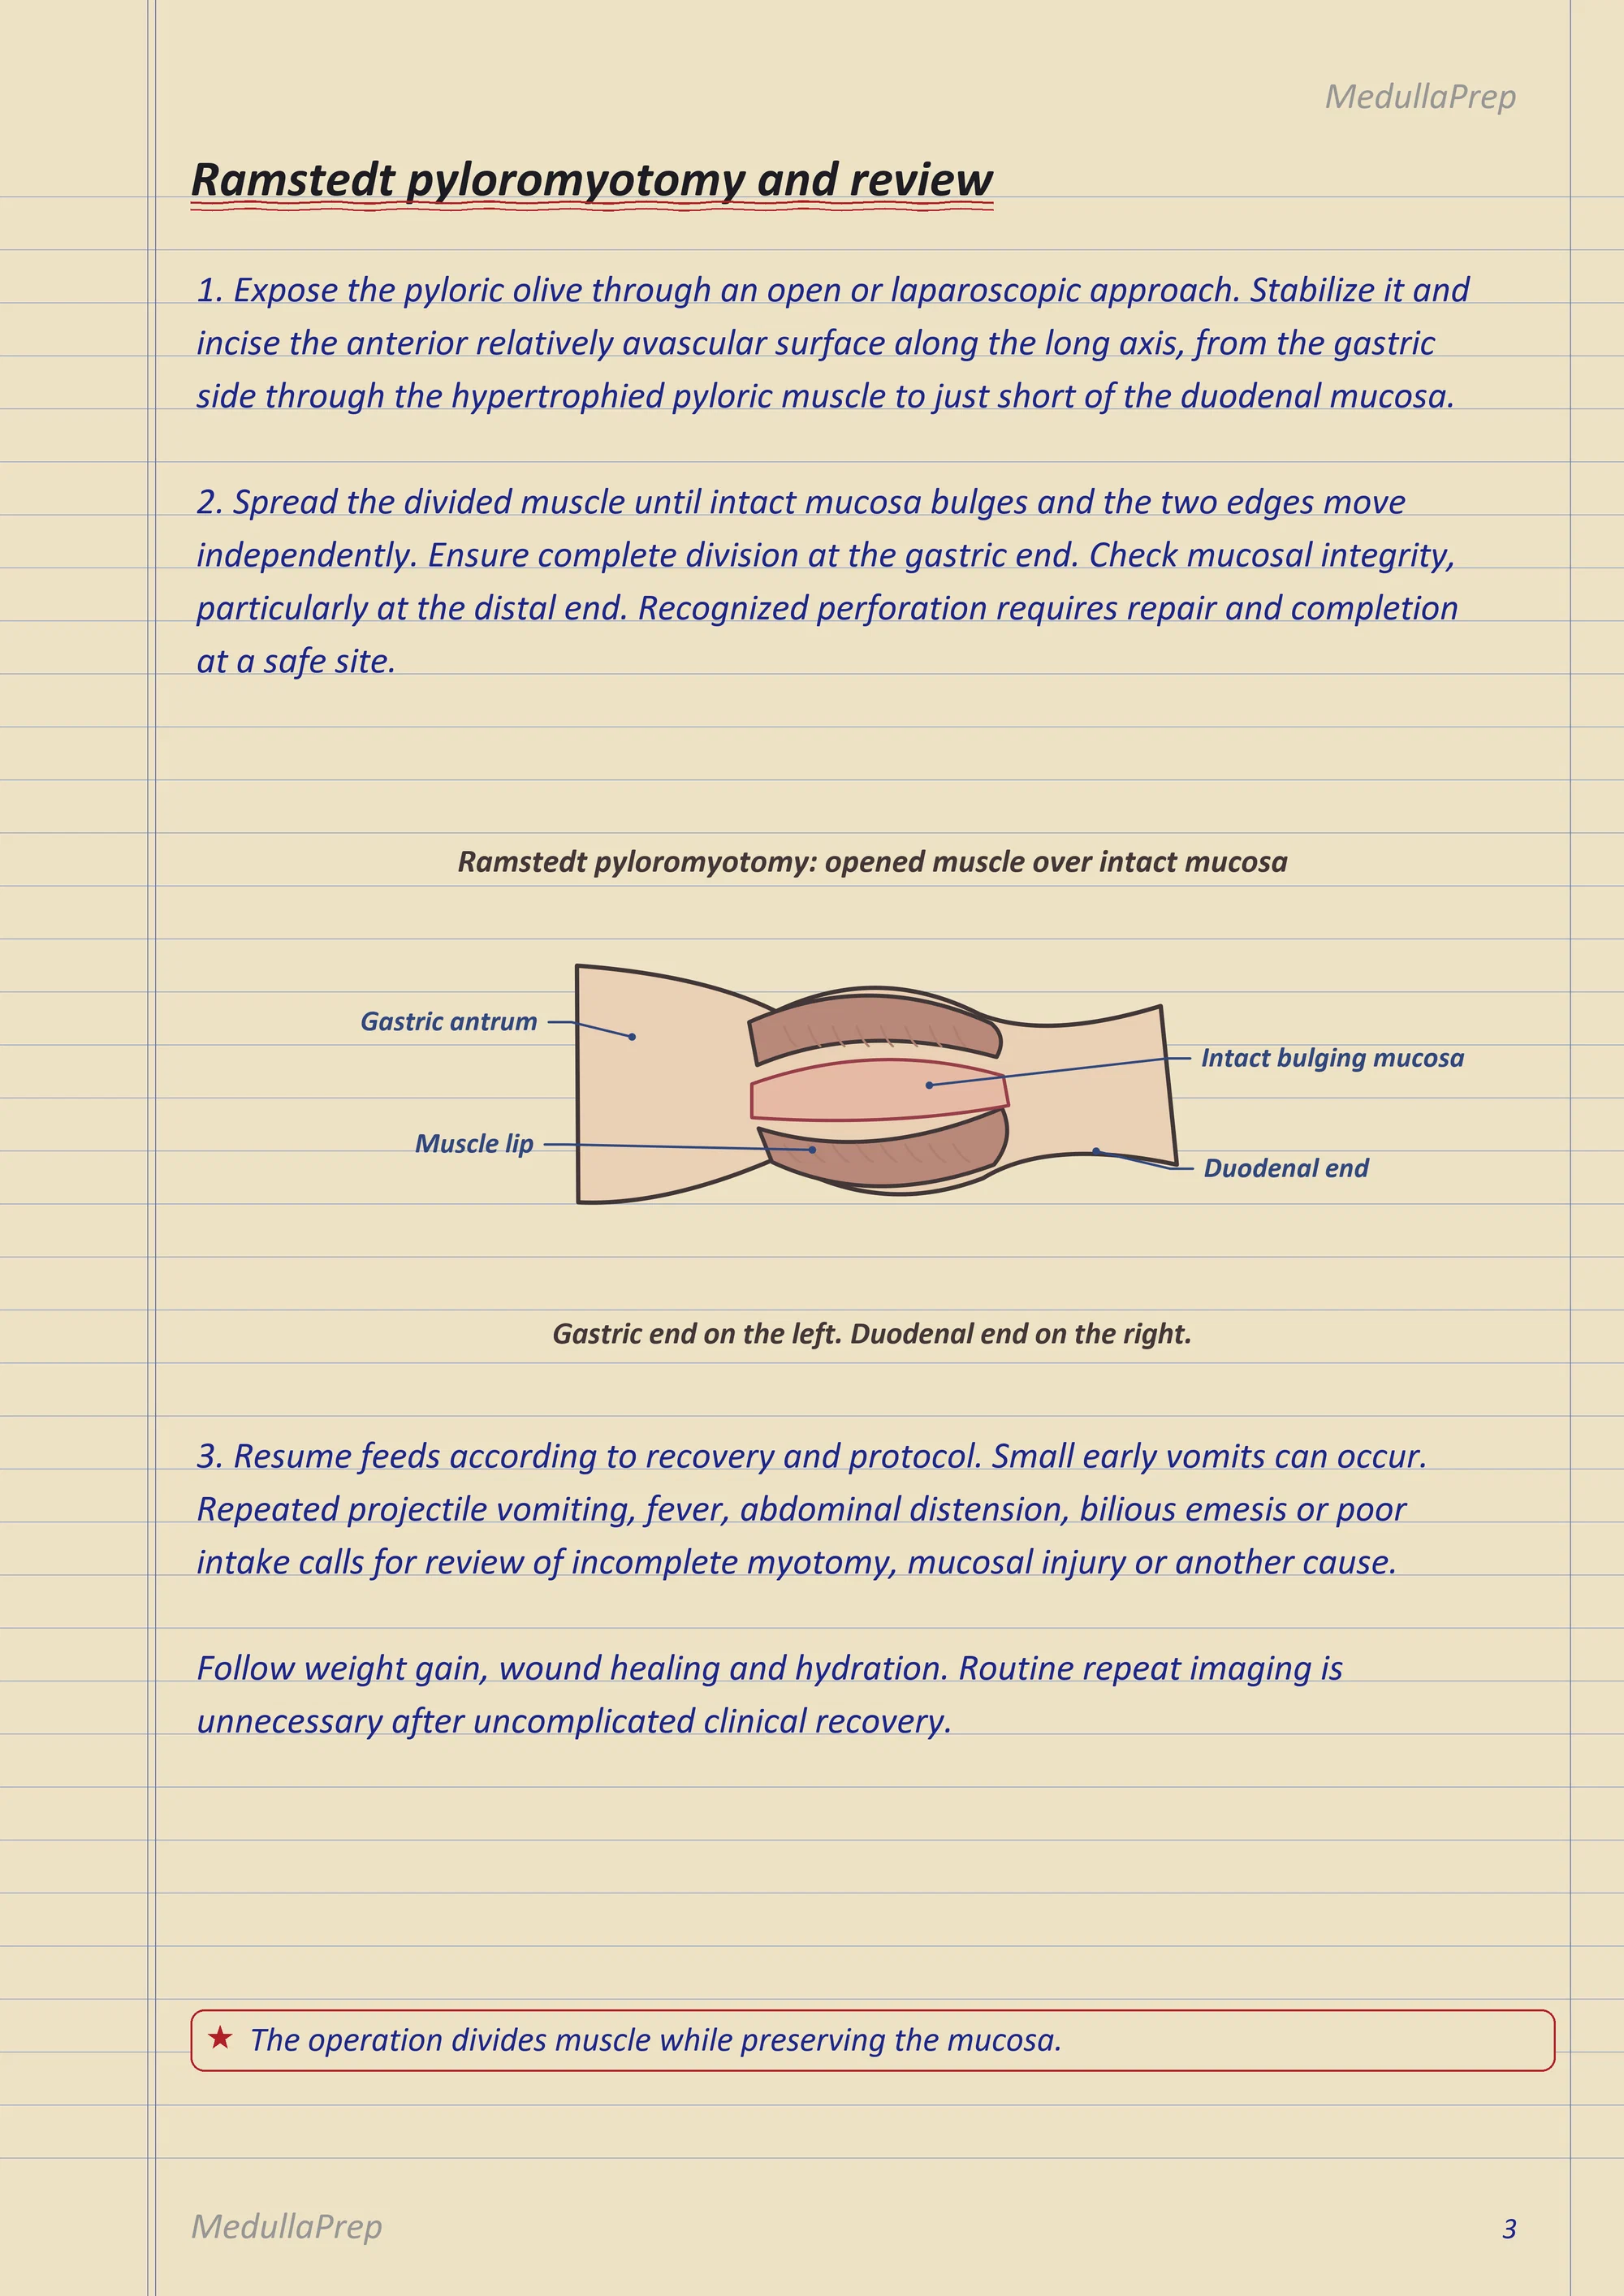 MedullaPrep
Ramstedt pyloromyotomy and review
1. Expose the pyloric olive through an open or laparoscopic approach. Stabilize it and
incise the anterior relatively avascular surface along the long axis, from the gastric
side through the hypertrophied pyloric muscle to just short of the duodenal mucosa.
2. Spread the divided muscle until intact mucosa bulges and the two edges move
independently. Ensure complete division at the gastric end. Check mucosal integrity,
particularly at the distal end. Recognized perforation requires repair and completion
at a safe site.
Ramstedt pyloromyotomy: opened muscle over intact mucosa
Gastric antrum
Intact bulging mucosa
Muscle lip
Duodenal end
Gastric end on the left. Duodenal end on the right.
3. Resume feeds according to recovery and protocol. Small early vomits can occur.
Repeated projectile vomiting, fever, abdominal distension, bilious emesis or poor
intake calls for review of incomplete myotomy, mucosal injury or another cause.
Follow weight gain, wound healing and hydration. Routine repeat imaging is
unnecessary after uncomplicated clinical recovery.
★ The operation divides muscle while preserving the mucosa.
MedullaPrep
3